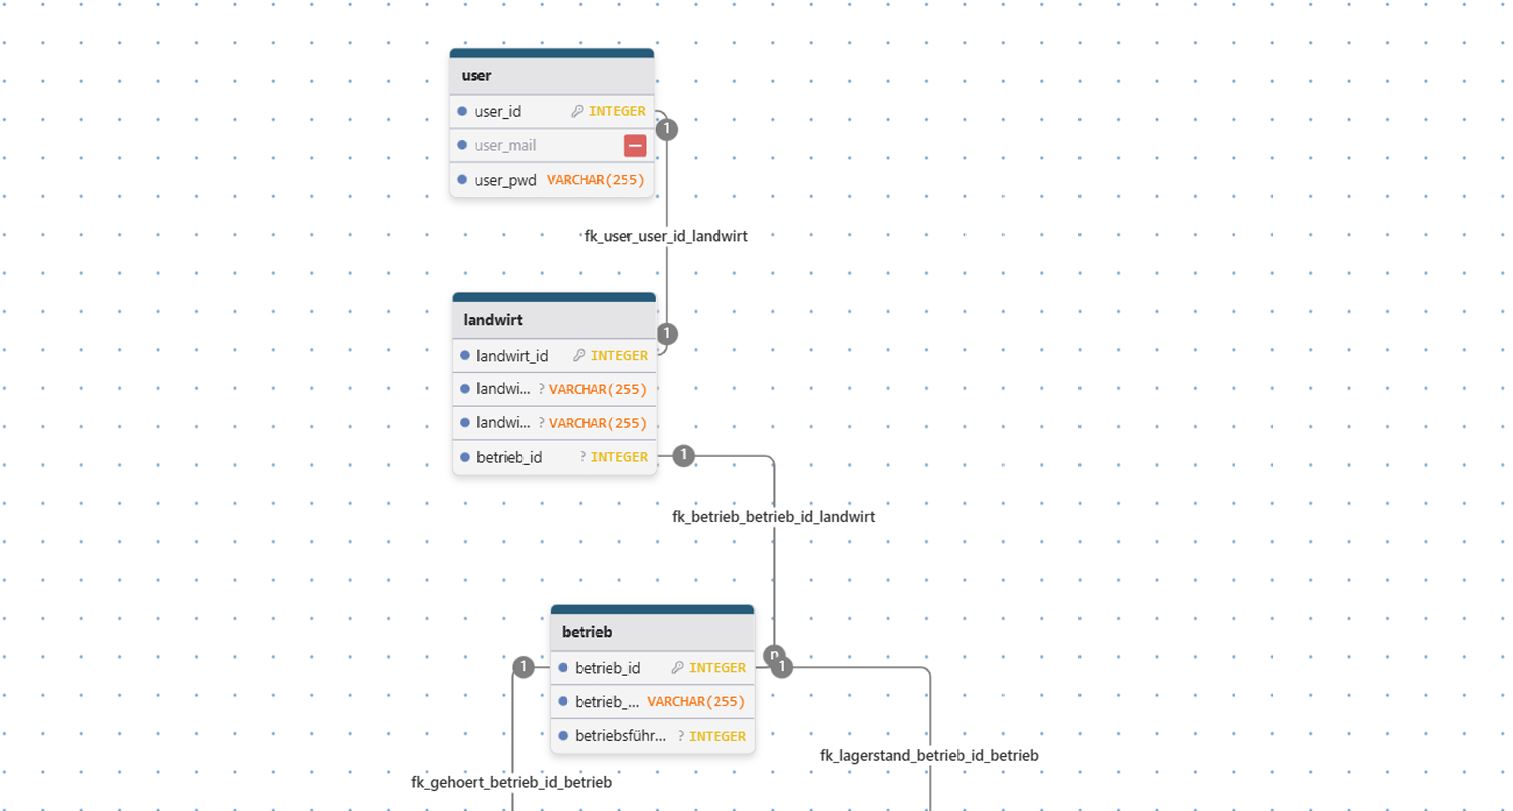 user
user_id INTEGER
1
user_mail
user_pwd VARCHAR(255)
fk_user_user_id_landwirt
landwirt
1
landwirt_id INTEGER
landwi... ? VARCHAR(255)
landwi... ? VARCHAR(255)
betrieb_id ? INTEGER
1
fk_betrieb_betrieb_id_landwirt
betrieb
n
1
betrieb_id INTEGER
1
betrieb_... VARCHAR(255)
betriebsführ... ? INTEGER
fk_lagerstand_betrieb_id_betrieb
fk_gehoert_betrieb_id_betrieb